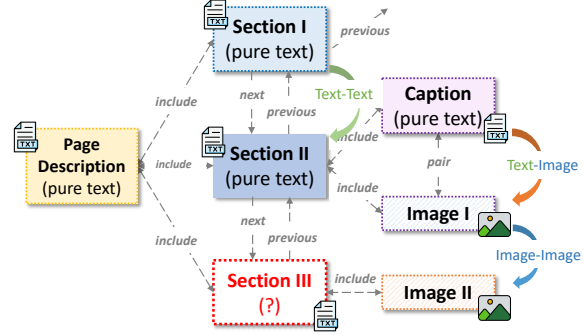 Section I
(pure text)
TXT
previous
include
next
previous
Text-Text
Caption
(pure text)
TXT
Page
Description
(pure text)
TXT
include
Section II
(pure text)
TXT
include
pair
Text-Image
include
Image I
next
previous
include
Image-Image
Section III
(?)
TXT
include
Image II